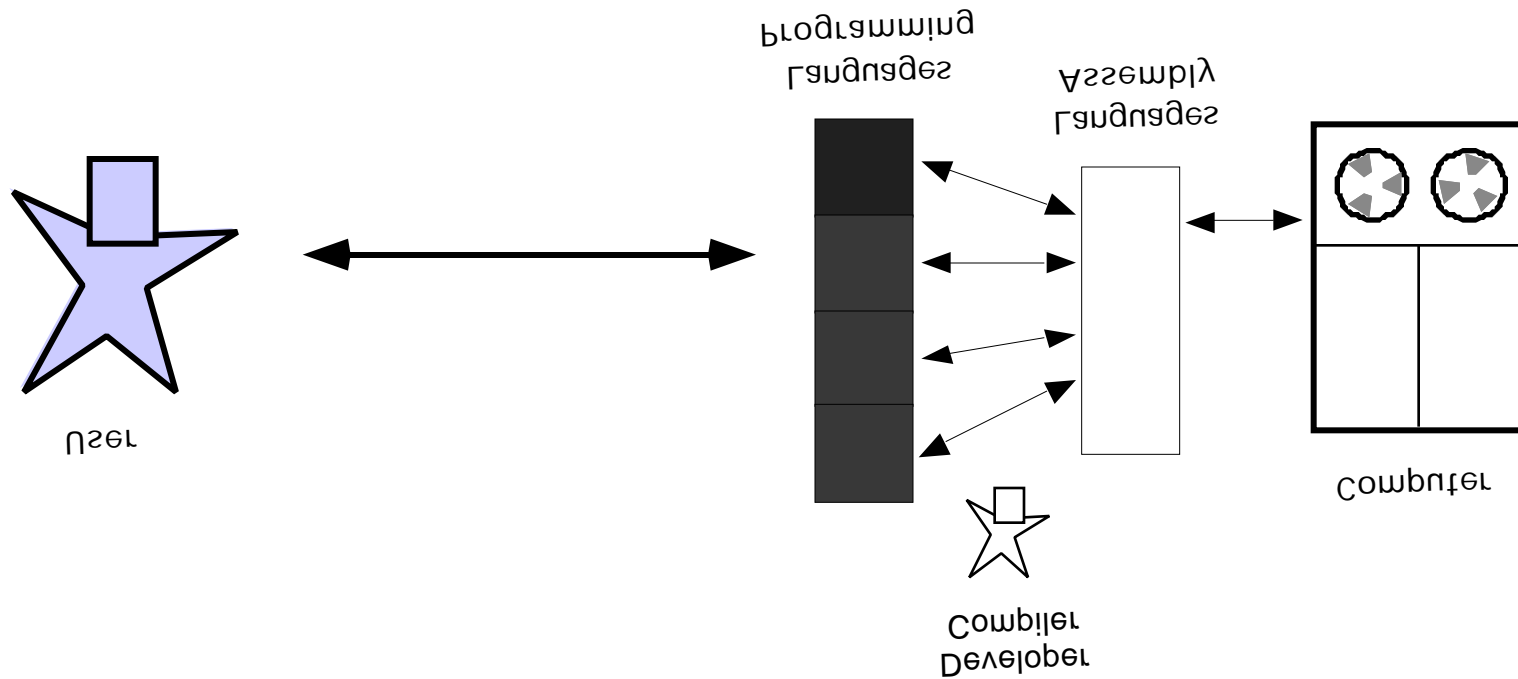 Programming
Languages
Assembly
Languages
User
Computer
Compiler
Developer